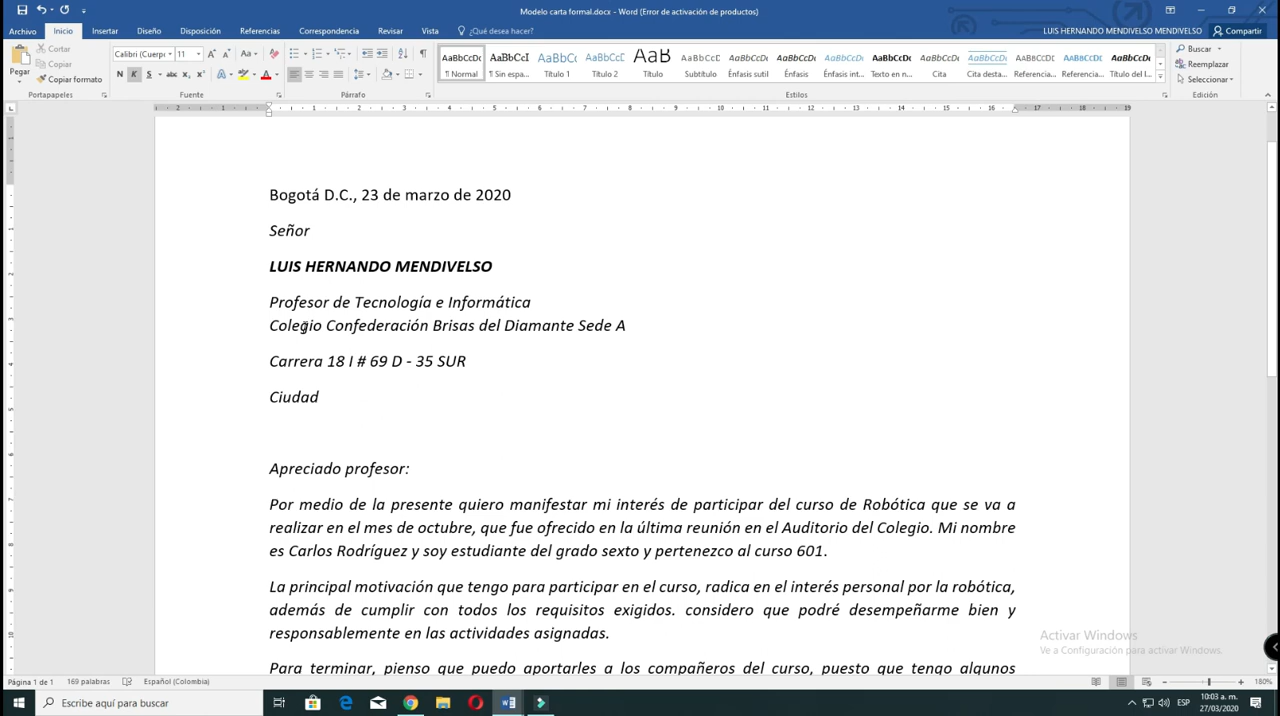 Modelo carta formal.rtf - Word (Error de activación de productos)
Archivo Inicio Insertar Diseño Disposición Referencias Correspondencia Revisar Vista ¿Qué desea hacer? LUIS HERNANDO MENDIVELSO MENDIVELSO Compartir
Pegar Cortar Copiar Copiar formato
Calibri (Cuerpo 11
N K S abc
AaBbCcDc AaBbCcI AaBbCc AaBbCcC AaB AaBbCcDc AaBbCcDc AaBbCcDc AaBbCcDc AaBbCcDc AaBbCcDc AaBbCcDc AaBbCcDc AaBbCcDc AaBbCcDc
¶ Normal ¶ Sin espa... Título 1 Título 2 Título Subtítulo Énfasis sutil Énfasis Énfasis int... Texto en n... Cita Cita desta... Referencia... Referencia... Título del l...
Buscar
Reemplazar
Seleccionar
Portapapeles Fuente Párrafo Estilos Edición
Bogotá D.C., 23 de marzo de 2020
Señor
LUIS HERNANDO MENDIVELSO
Profesor de Tecnología e Informática
Colegio Confederación Brisas del Diamante Sede A
Carrera 18 I # 69 D - 35 SUR
Ciudad
Apreciado profesor:
Por medio de la presente quiero manifestar mi interés de participar del curso de Robótica que se va a
realizar en el mes de octubre, que fue ofrecido en la última reunión en el Auditorio del Colegio. Mi nombre
es Carlos Rodríguez y soy estudiante del grado sexto y pertenezco al curso 601.
La principal motivación que tengo para participar en el curso, radica en el interés personal por la robótica,
además de cumplir con todos los requisitos exigidos. considero que podré desempeñarme bien y
responsablemente en las actividades asignadas.
Para terminar, pienso que puedo aportarles a los compañeros del curso, puesto que tengo algunos
Activar Windows
Ve a Configuración para activar Windows.
Página 1 de 1 169 palabras Español (Colombia) 180%
Escribe aquí para buscar
ESP
10:03 a. m.
27/03/2020